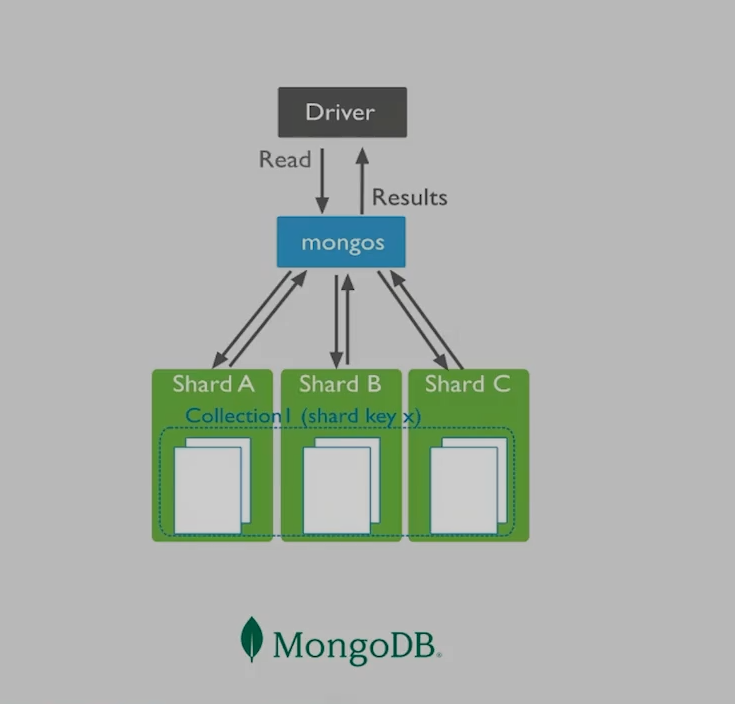 Driver
Read
Results
mongos
Shard A
Shard B
Shard C
Collection1 (shard key x)
MongoDB®